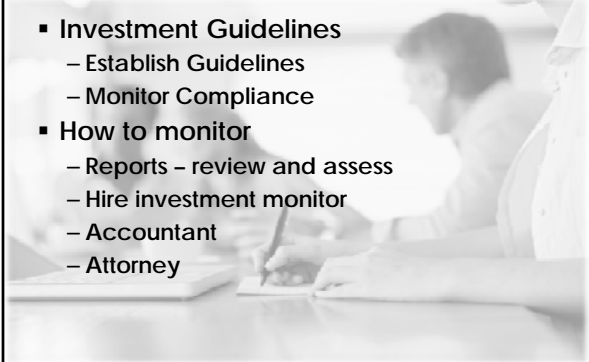 ▪ Investment Guidelines
– Establish Guidelines
– Monitor Compliance
▪ How to monitor
– Reports – review and assess
– Hire investment monitor
– Accountant
– Attorney